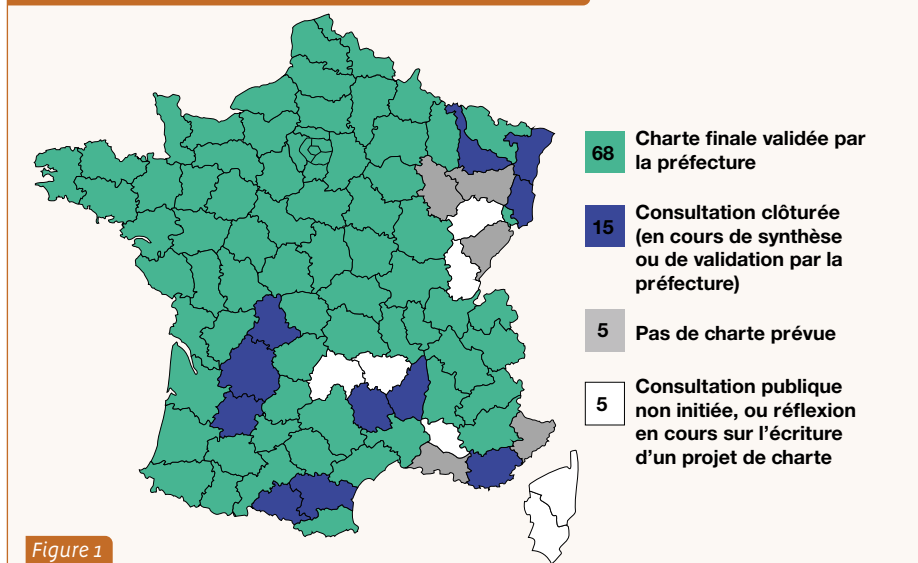 68
Charte finale validée par
la préfecture
15
Consultation clôturée
(en cours de synthèse
ou de validation par la
préfecture)
5
Pas de charte prévue
5
Consultation publique
non initiée, ou réflexion
en cours sur l'écriture
d'un projet de charte
Figure 1